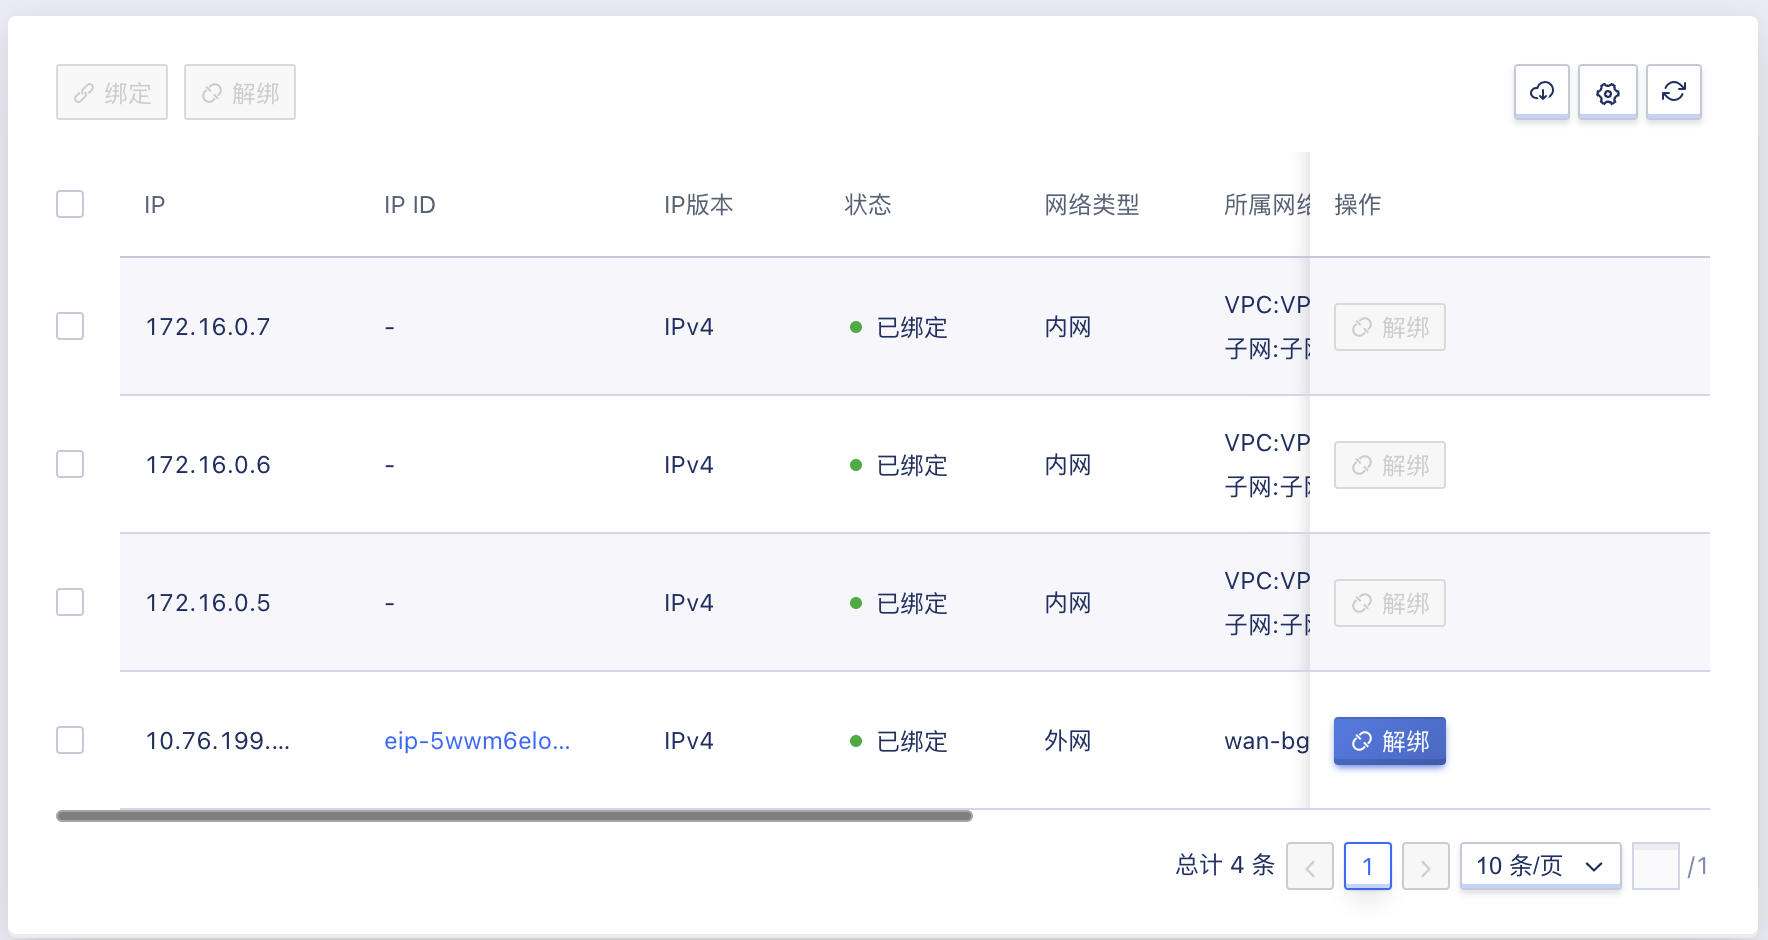 绑定 解绑
IP IP ID IP版本 状态 网络类型 所属网络 操作
172.16.0.7 - IPv4 已绑定 内网 VPC:VP 解绑
子网:子网
172.16.0.6 - IPv4 已绑定 内网 VPC:VP 解绑
子网:子网
172.16.0.5 - IPv4 已绑定 内网 VPC:VP 解绑
子网:子网
10.76.199.... eip-5wwm6elo... IPv4 已绑定 外网 wan-bg 解绑
总计 4 条 1 10 条/页 /1